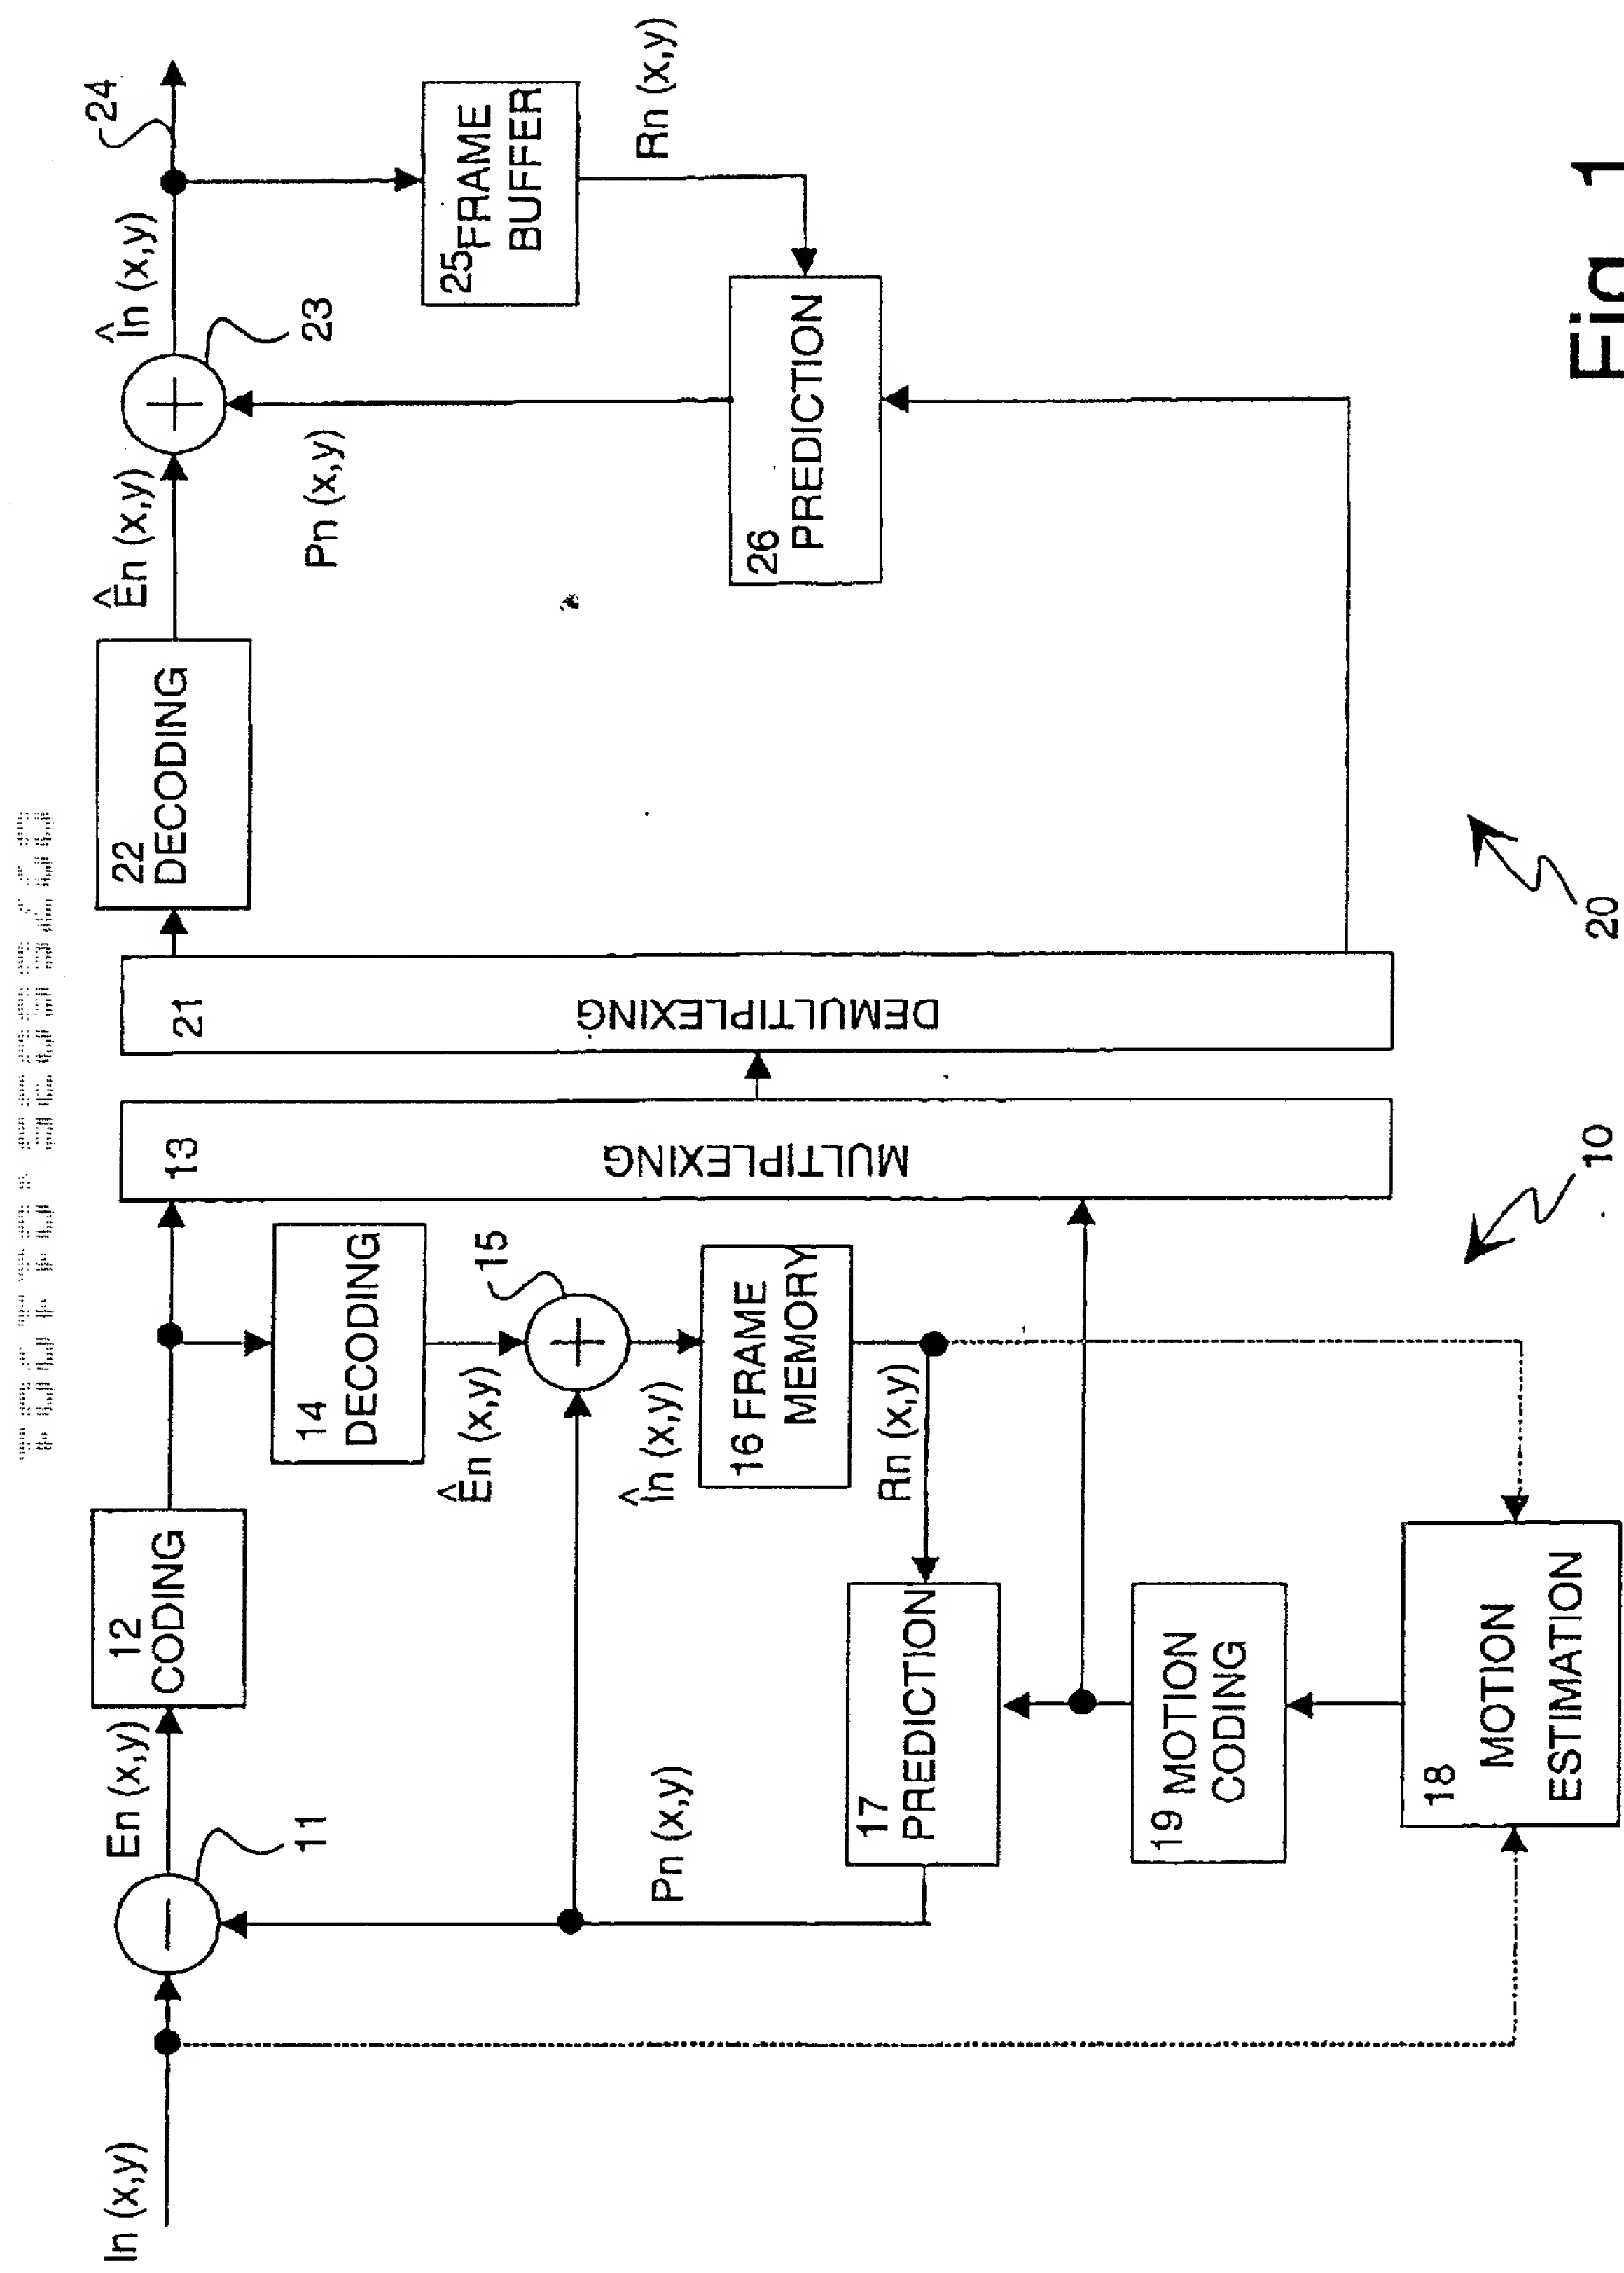 In (x,y)
11
En (x,y)
12
CODING
13
MULTIPLEXING
14
DECODING
Ên (x,y)
15
În (x,y)
16 FRAME
MEMORY
Rn (x,y)
17
PREDICTION
Pn (x,y)
19 MOTION
CODING
18
MOTION
ESTIMATION
10
21
DEMULTIPLEXING
22
DECODING
Ên (x,y)
Pn (x,y)
23
În (x,y)
24
25 FRAME
BUFFER
Rn (x,y)
26
PREDICTION
20
Fig. 1